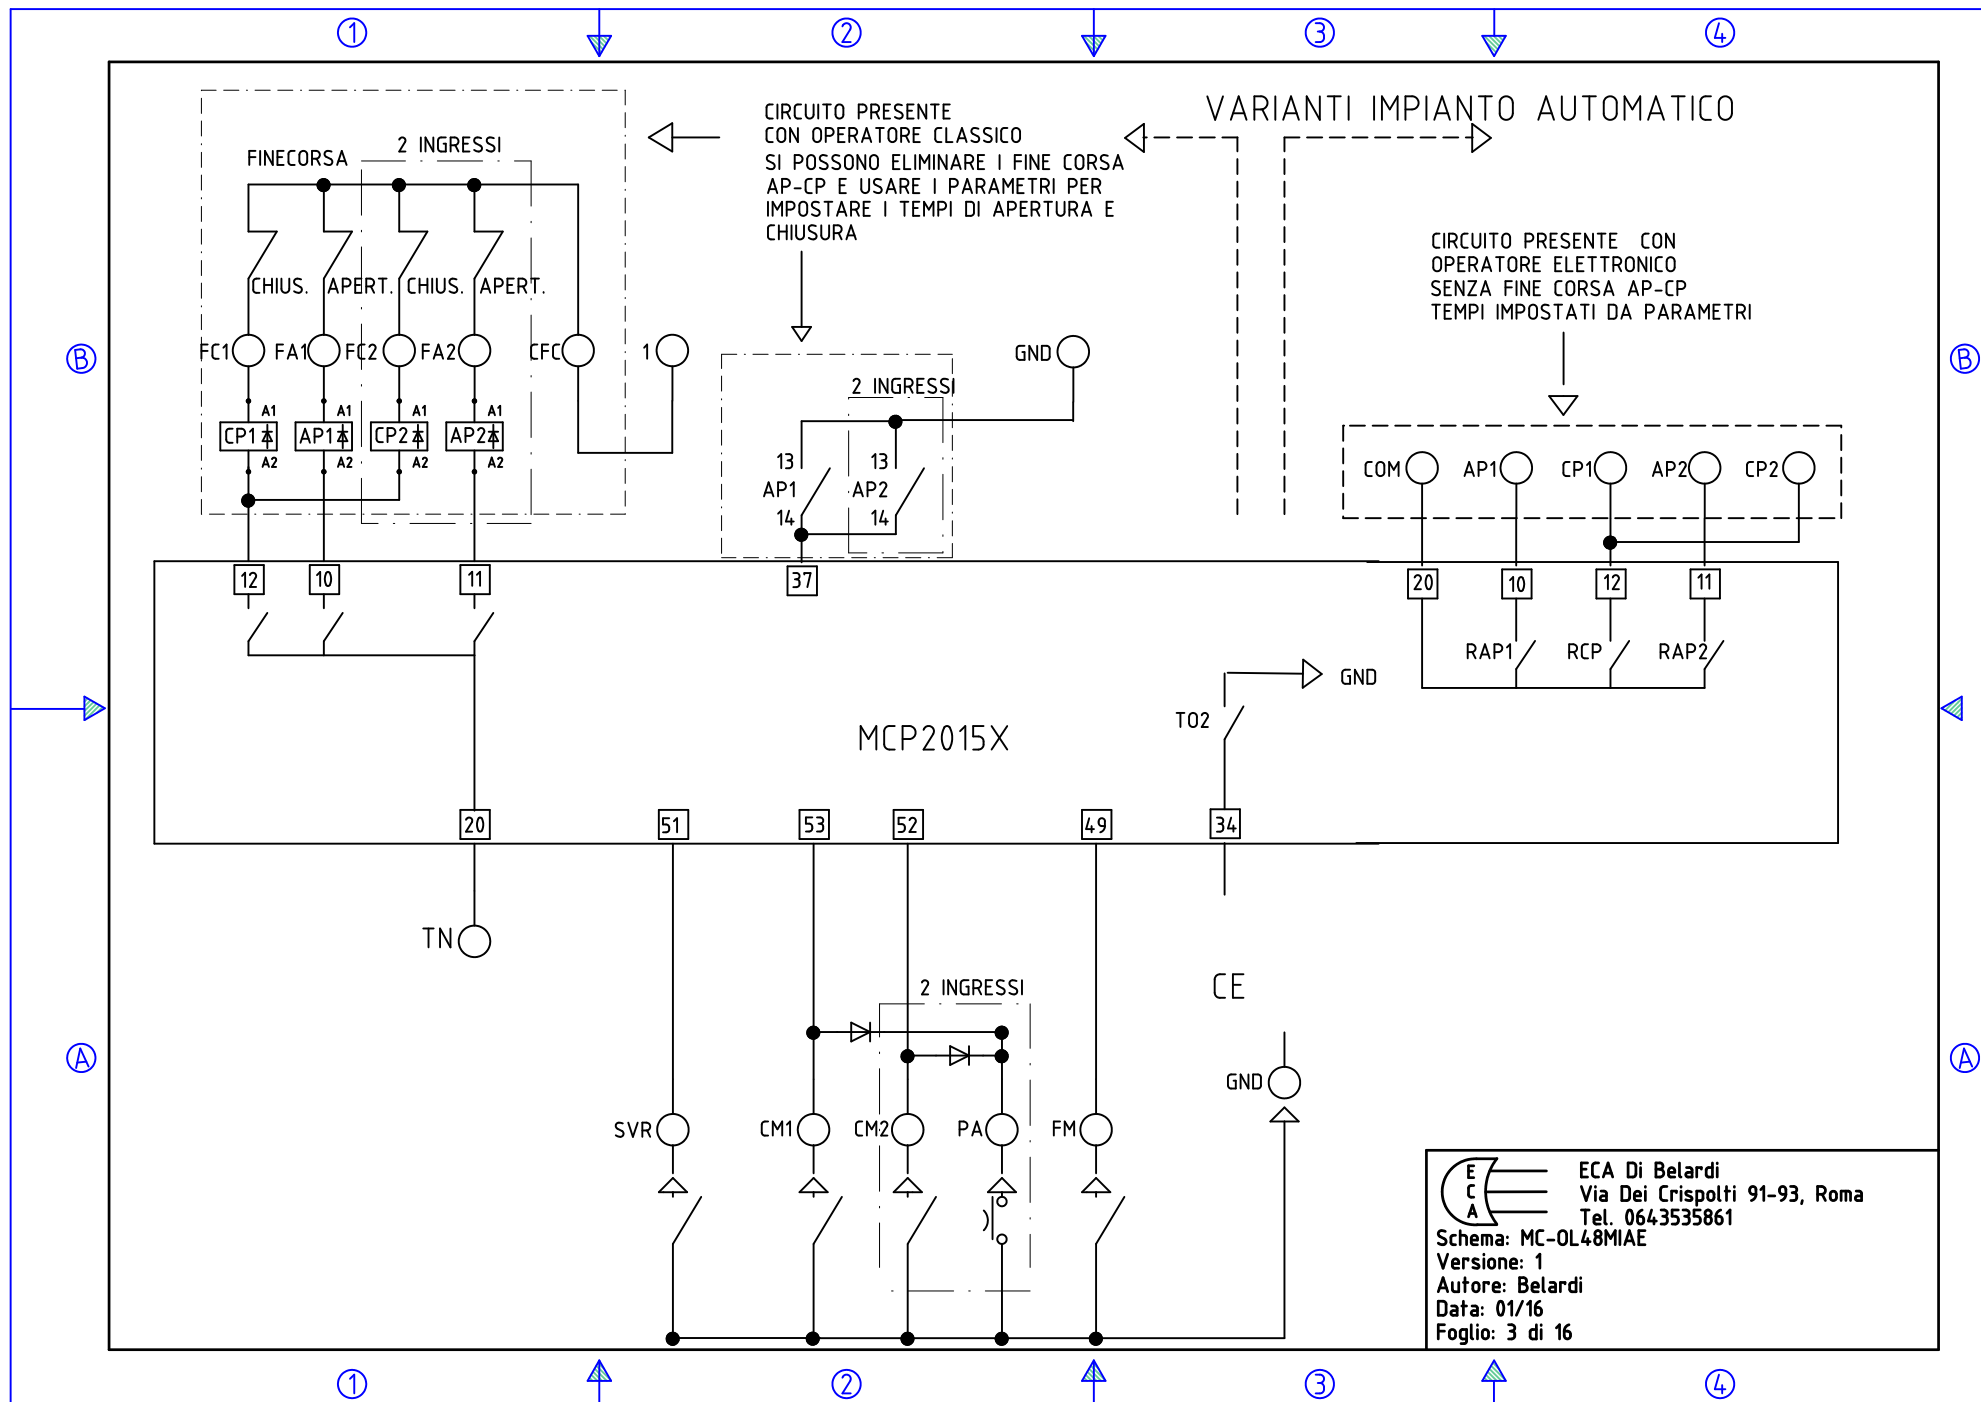 1
2
3
4
VARIANTI IMPIANTO AUTOMATICO
CIRCUITO PRESENTE
CON OPERATORE CLASSICO
SI POSSONO ELIMINARE I FINE CORSA
AP-CP E USARE I PARAMETRI PER
IMPOSTARE I TEMPI DI APERTURA E
CHIUSURA
FINECORSA
2 INGRESSI
CHIUS. APERT. CHIUS. APERT.
CIRCUITO PRESENTE CON
OPERATORE ELETTRONICO
SENZA FINE CORSA AP-CP
TEMPI IMPOSTATI DA PARAMETRI
B
FC1 FA1 FC2 FA2 CFC 1
GND
B
2 INGRESSI
A1 A1 A1 A1
CP1 AP1 CP2 AP2
A2 A2 A2 A2
13 13
AP1 AP2
14 14
COM AP1 CP1 AP2 CP2
12 10 11 37 20 10 12 11
RAP1 RCP RAP2
GND
TO2
MCP2015X
20 51 53 52 49 34
TN
CE
2 INGRESSI
A
GND
A
SVR CM1 CM2 PA FM
E
C
A
ECA Di Belardi
Via Dei Crispolti 91-93, Roma
Tel. 0643535861
Schema: MC-OL48MIAE
Versione: 1
Autore: Belardi
Data: 01/16
Foglio: 3 di 16
1
2
3
4